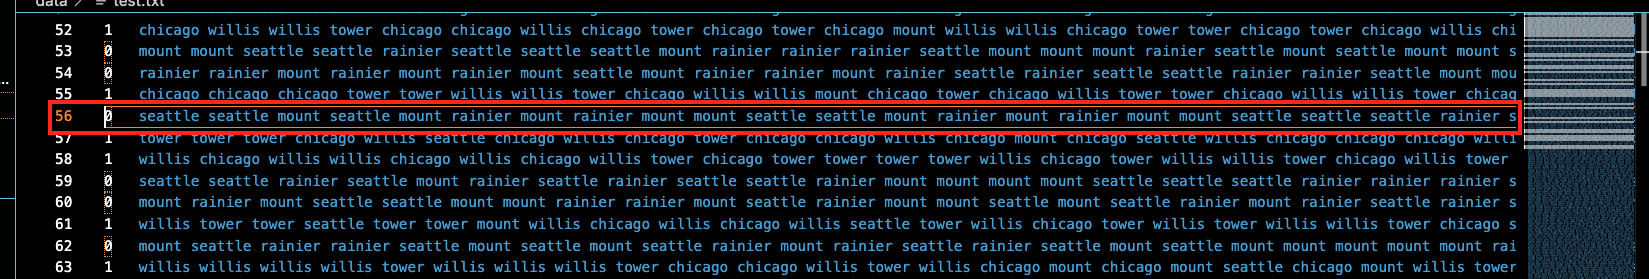 data > test.txt
52 1 chicago willis willis tower chicago chicago willis chicago tower chicago tower chicago mount willis willis chicago tower tower chicago tower chicago willis chi
53 0 mount mount seattle seattle rainier seattle seattle seattle mount rainier rainier rainier seattle mount mount mount rainier seattle mount seattle mount mount s
54 0 rainier rainier mount rainier mount rainier mount seattle mount rainier rainier mount rainier seattle rainier rainier seattle rainier rainier seattle mount mou
55 1 chicago chicago chicago tower tower willis willis tower chicago willis willis mount chicago tower chicago willis tower tower chicago willis willis tower chicag
56 0 seattle seattle mount seattle mount rainier mount rainier mount mount seattle seattle mount rainier mount rainier mount mount seattle seattle seattle rainier s
57 1 tower tower tower chicago willis seattle willis tower chicago chicago willis chicago mount chicago seattle willis chicago chicago chicago willi
58 1 willis chicago willis willis chicago willis chicago willis tower chicago tower tower tower tower willis chicago tower willis willis tower chicago willis tower
59 0 seattle seattle rainier seattle mount rainier seattle rainier seattle seattle rainier mount mount mount mount seattle seattle seattle rainier rainier rainier s
60 0 mount rainier mount seattle seattle mount mount rainier mount seattle rainier rainier mount rainier mount seattle rainier rainier mount seattle rainier s
61 1 willis tower tower seattle tower tower mount willis chicago willis chicago willis seattle tower willis chicago tower willis tower willis willis tower chicago s
62 0 mount seattle rainier rainier seattle mount seattle mount seattle rainier mount rainier seattle rainier seattle mount seattle mount mount mount mount mount rai
63 1 willis willis willis willis tower willis willis willis tower chicago chicago willis tower willis chicago mount chicago mount seattle chicago mount willis tower